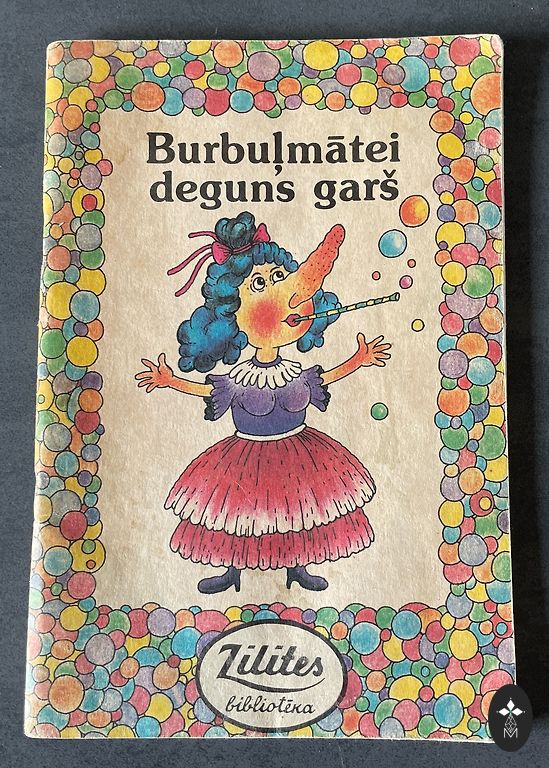 Burbuļmātei
deguns garš
Zīlītes
bibliotēka
M